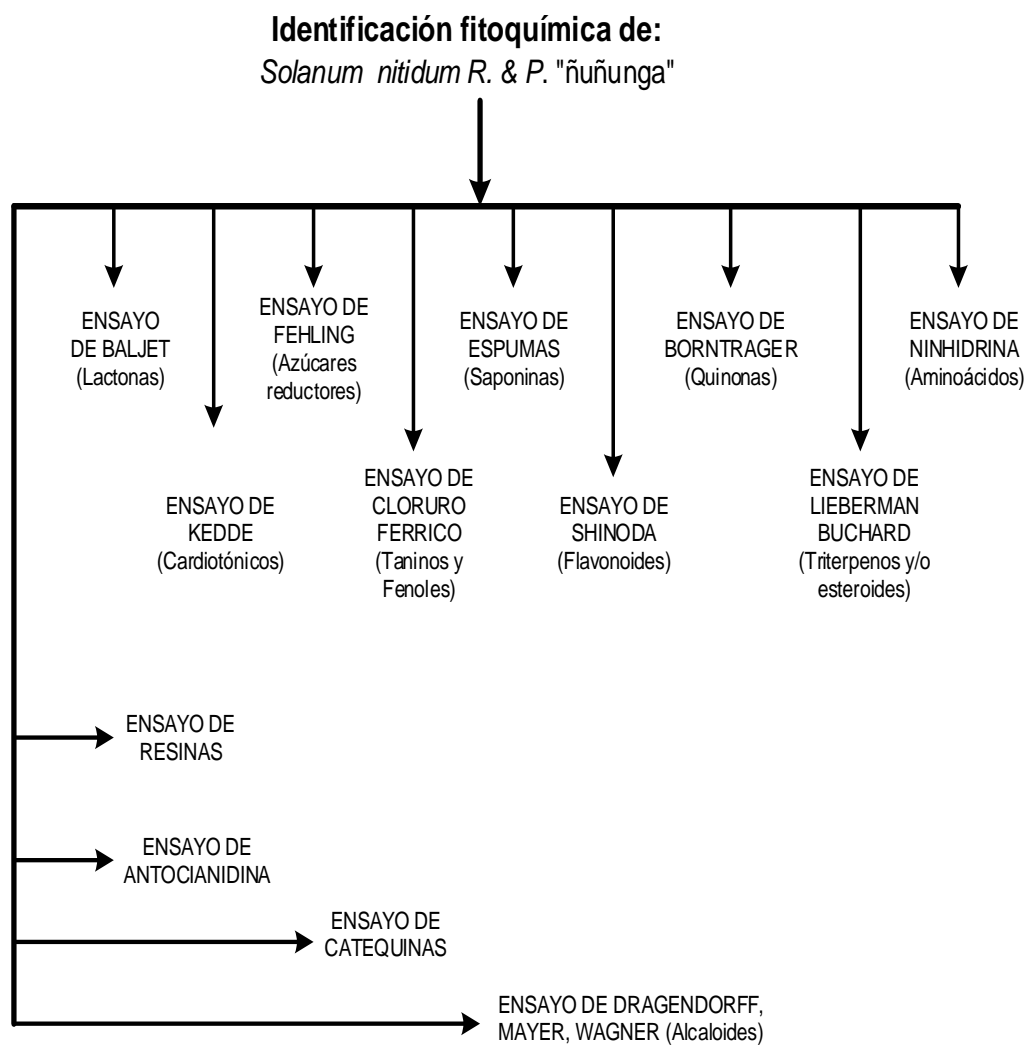 Identificación fitoquímica de:
Solanum nitidum R. & P. "ñuñunga"
ENSAYO
DE BALJET
(Lactonas)
ENSAYO DE
KEDDE
(Cardiotónicos)
ENSAYO DE
FEHLING
(Azúcares
reductores)
ENSAYO DE
CLORURO
FERRICO
(Taninos y
Fenoles)
ENSAYO DE
ESPUMAS
(Saponinas)
ENSAYO DE
SHINODA
(Flavonoides)
ENSAYO DE
BORNTRAGER
(Quinonas)
ENSAYO DE
LIEBERMAN
BUCHARD
(Triterpenos y/o
esteroides)
ENSAYO DE
NINHIDRINA
(Aminoácidos)
ENSAYO DE
RESINAS
ENSAYO DE
ANTOCIANIDINA
ENSAYO DE
CATEQUINAS
ENSAYO DE DRAGENDORFF,
MAYER, WAGNER (Alcaloides)